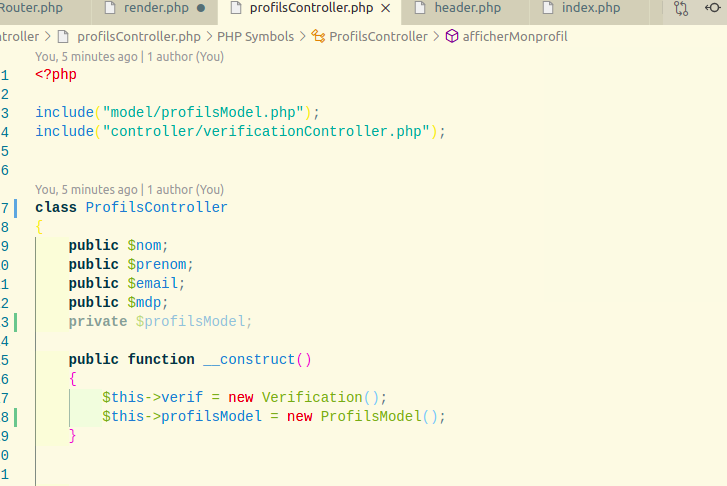 Router.php render.php profilsController.php header.php index.php
ntroller > profilsController.php > PHP Symbols > ProfilsController > afficherMonprofil
You, 5 minutes ago | 1 author (You)
1 <?php
2
3 include("model/profilsModel.php");
4 include("controller/verificationController.php");
5
6
You, 5 minutes ago | 1 author (You)
7 class ProfilsController
8 {
9 public $nom;
0 public $prenom;
1 public $email;
2 public $mdp;
3 private $profilsModel;
4
5 public function __construct()
6 {
7 $this->verif = new Verification();
8 $this->profilsModel = new ProfilsModel();
9 }
0
1